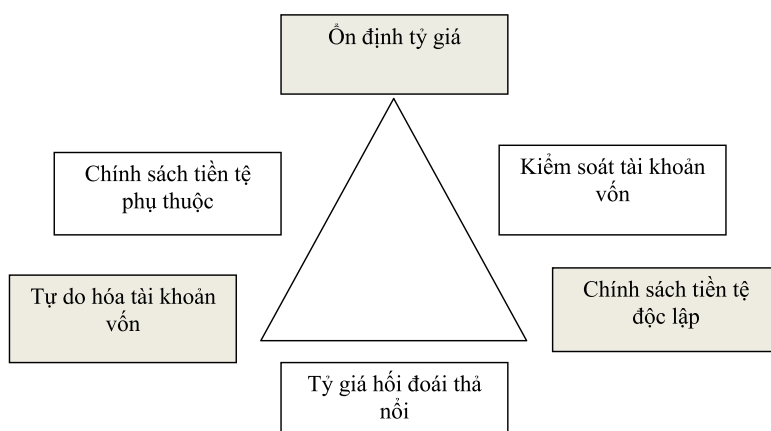 Ổn định tỷ giá
Chính sách tiền tệ
phụ thuộc
Kiểm soát tài khoản
vốn
Tự do hóa tài khoản
vốn
Chính sách tiền tệ
độc lập
Tỷ giá hối đoái thả
nổi